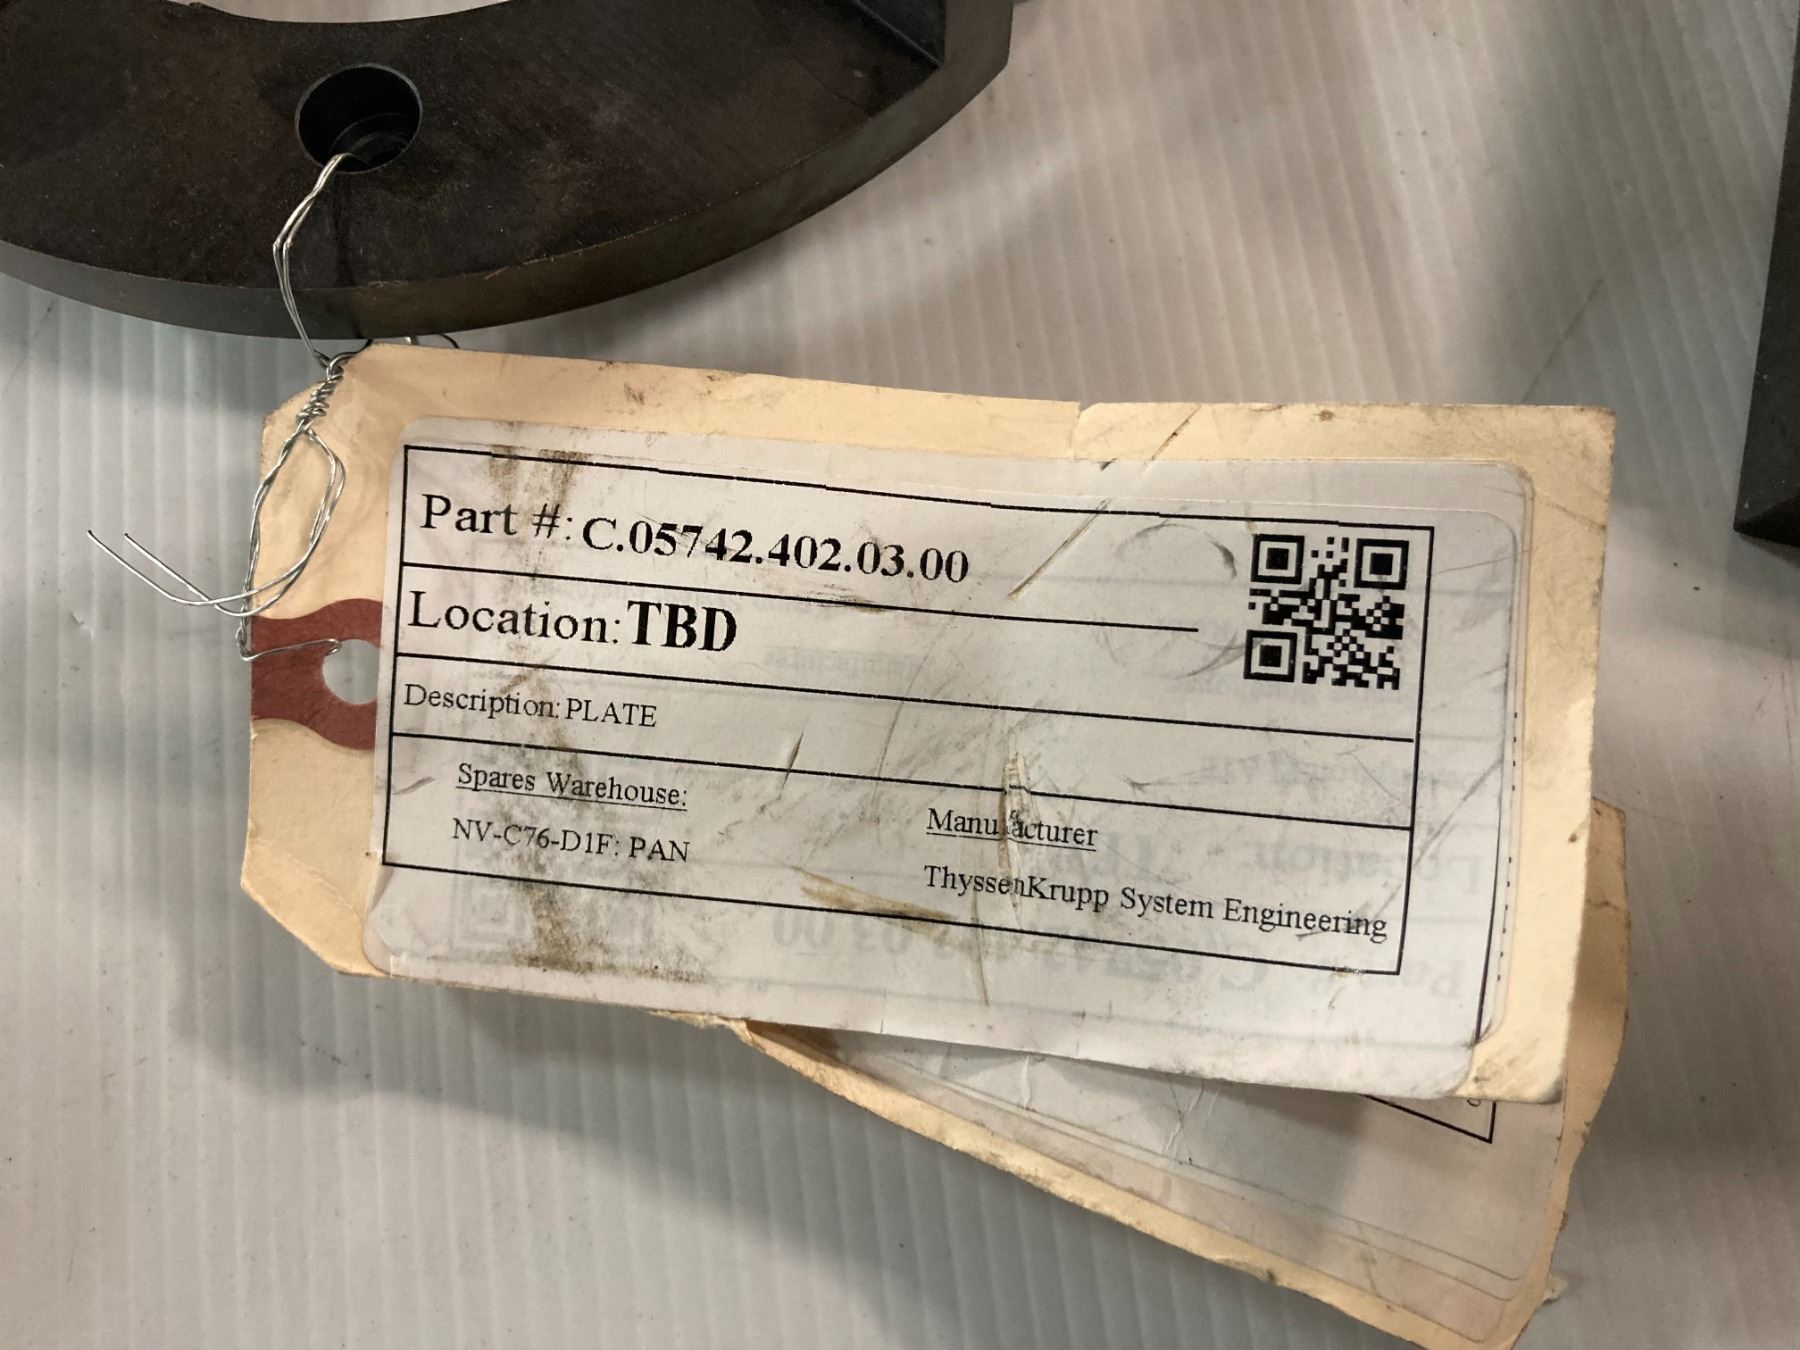 Part #: C.05742.402.03.00
Location: TBD
Description: PLATE
Spares Warehouse:
NV-C76-D1F: PAN
Manufacturer
ThyssenKrupp System Engineering